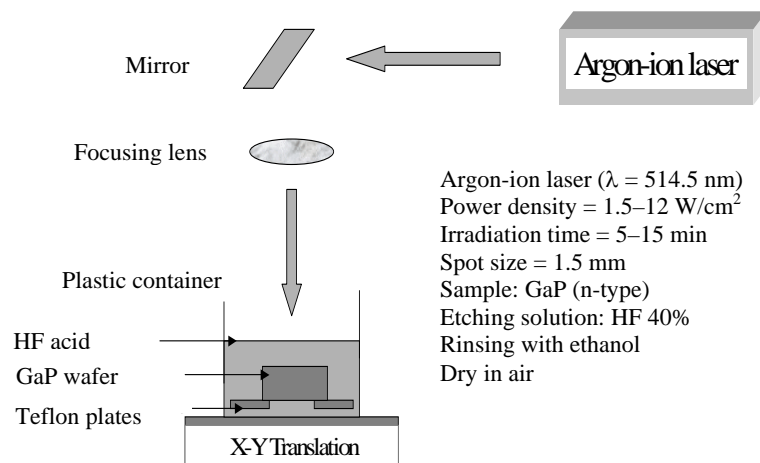 Argon-ion laser
Mirror
Focusing lens
Argon-ion laser (λ = 514.5 nm)
Power density = 1.5–12 W/cm²
Irradiation time = 5–15 min
Spot size = 1.5 mm
Sample: GaP (n-type)
Etching solution: HF 40%
Rinsing with ethanol
Dry in air
Plastic container
HF acid
GaP wafer
Teflon plates
X-Y Translation